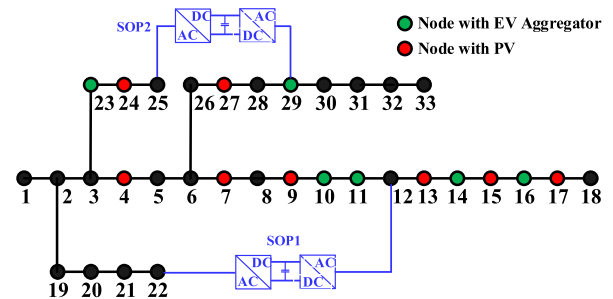 SOP2
DC
AC
AC
DC
Node with EV Aggregator
Node with PV
23 24 25 26 27 28 29 30 31 32 33
1 2 3 4 5 6 7 8 9 10 11 12 13 14 15 16 17 18
SOP1
DC
AC
AC
DC
19 20 21 22